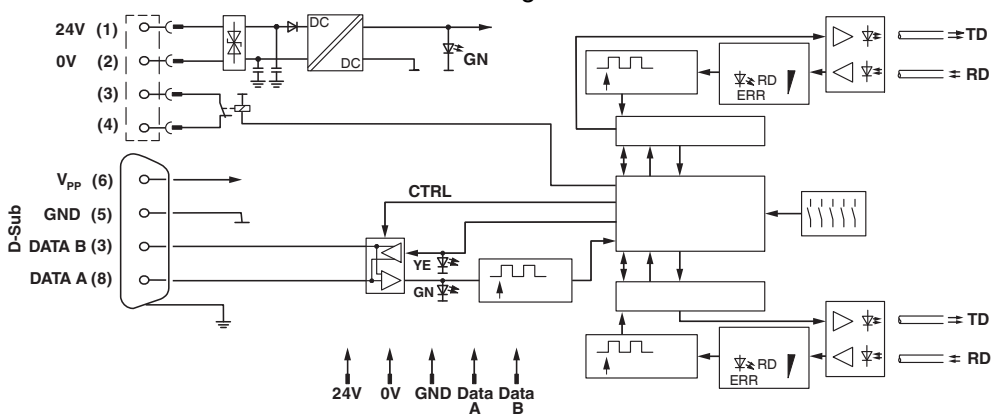 24V (1)
0V (2)
(3)
(4)
DC
DC
GN
D-Sub
VPP (6)
GND (5)
DATA B (3)
DATA A (8)
CTRL
YE
GN
RD
ERR
TD
RD
RD
ERR
TD
RD
24V 0V GND Data A Data B